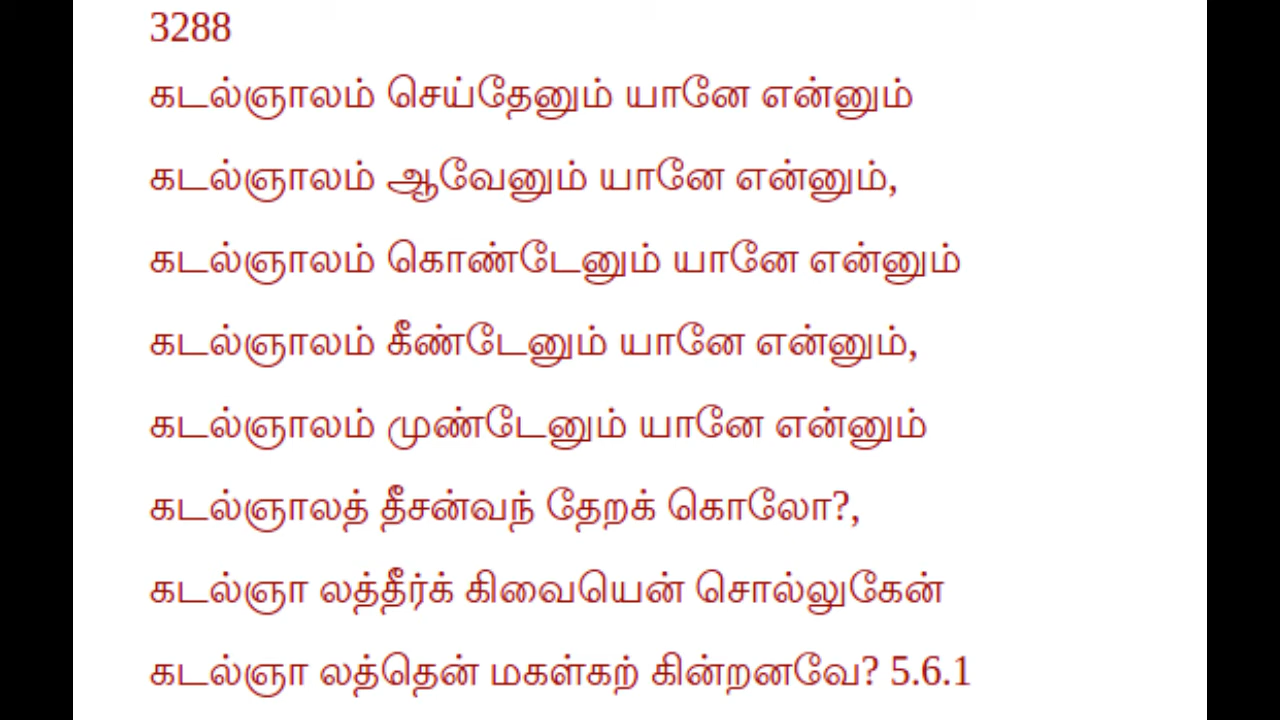 3288
கடல்ஞாலம் செய்தேனும் யானே என்னும்
கடல்ஞாலம் ஆவேனும் யானே என்னும்,
கடல்ஞாலம் கொண்டேனும் யானே என்னும்
கடல்ஞாலம் கீண்டேனும் யானே என்னும்,
கடல்ஞாலம் முண்டேனும் யானே என்னும்
கடல்ஞாலத் தீசன்வந் தேறக் கொலோ?,
கடல்ஞா லத்தீர்க் கிவையென் சொல்லுகேன்
கடல்ஞா லத்தென் மகள்கற் கின்றனவே? 5.6.1